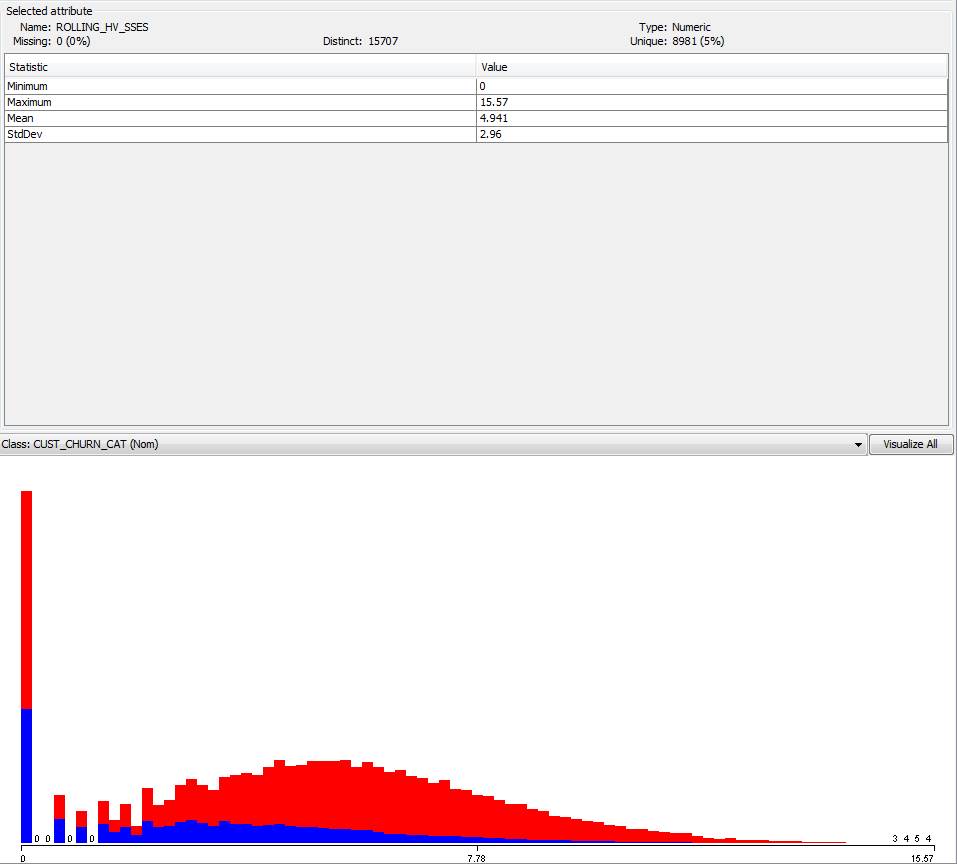 Selected attribute
Name: ROLLING_HV_SSES Type: Numeric
Missing: 0 (0%) Distinct: 15707 Unique: 8981 (5%)
Statistic Value
Minimum 0
Maximum 15.57
Mean 4.941
StdDev 2.96
Class: CUST_CHURN_CAT (Nom) Visualize All
0 0 0 0 0 3 4 5 4
0 7.78 15.57